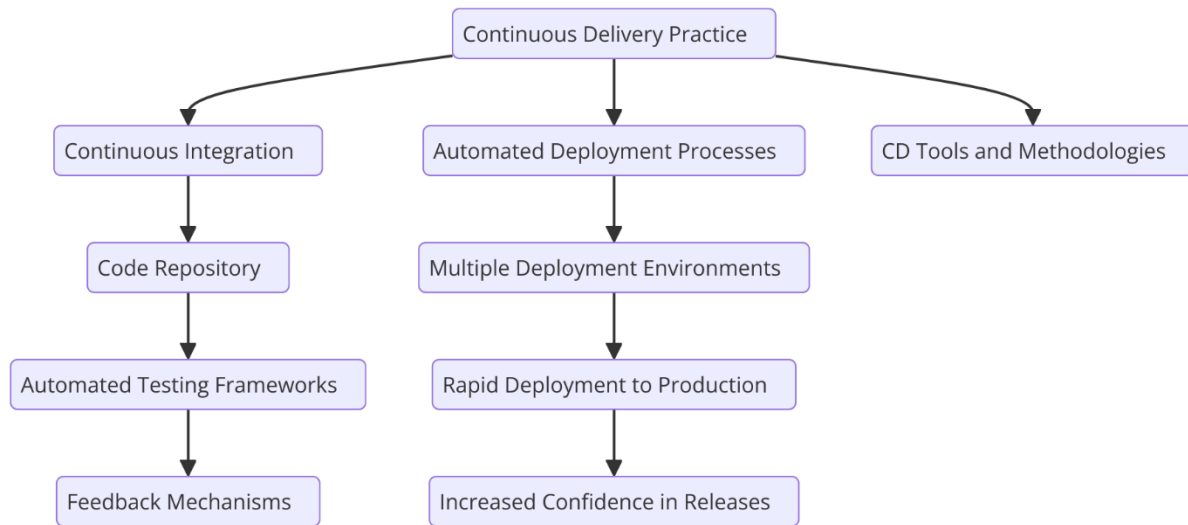 Continuous Delivery Practice
Continuous Integration
Automated Deployment Processes
CD Tools and Methodologies
Code Repository
Multiple Deployment Environments
Automated Testing Frameworks
Rapid Deployment to Production
Feedback Mechanisms
Increased Confidence in Releases